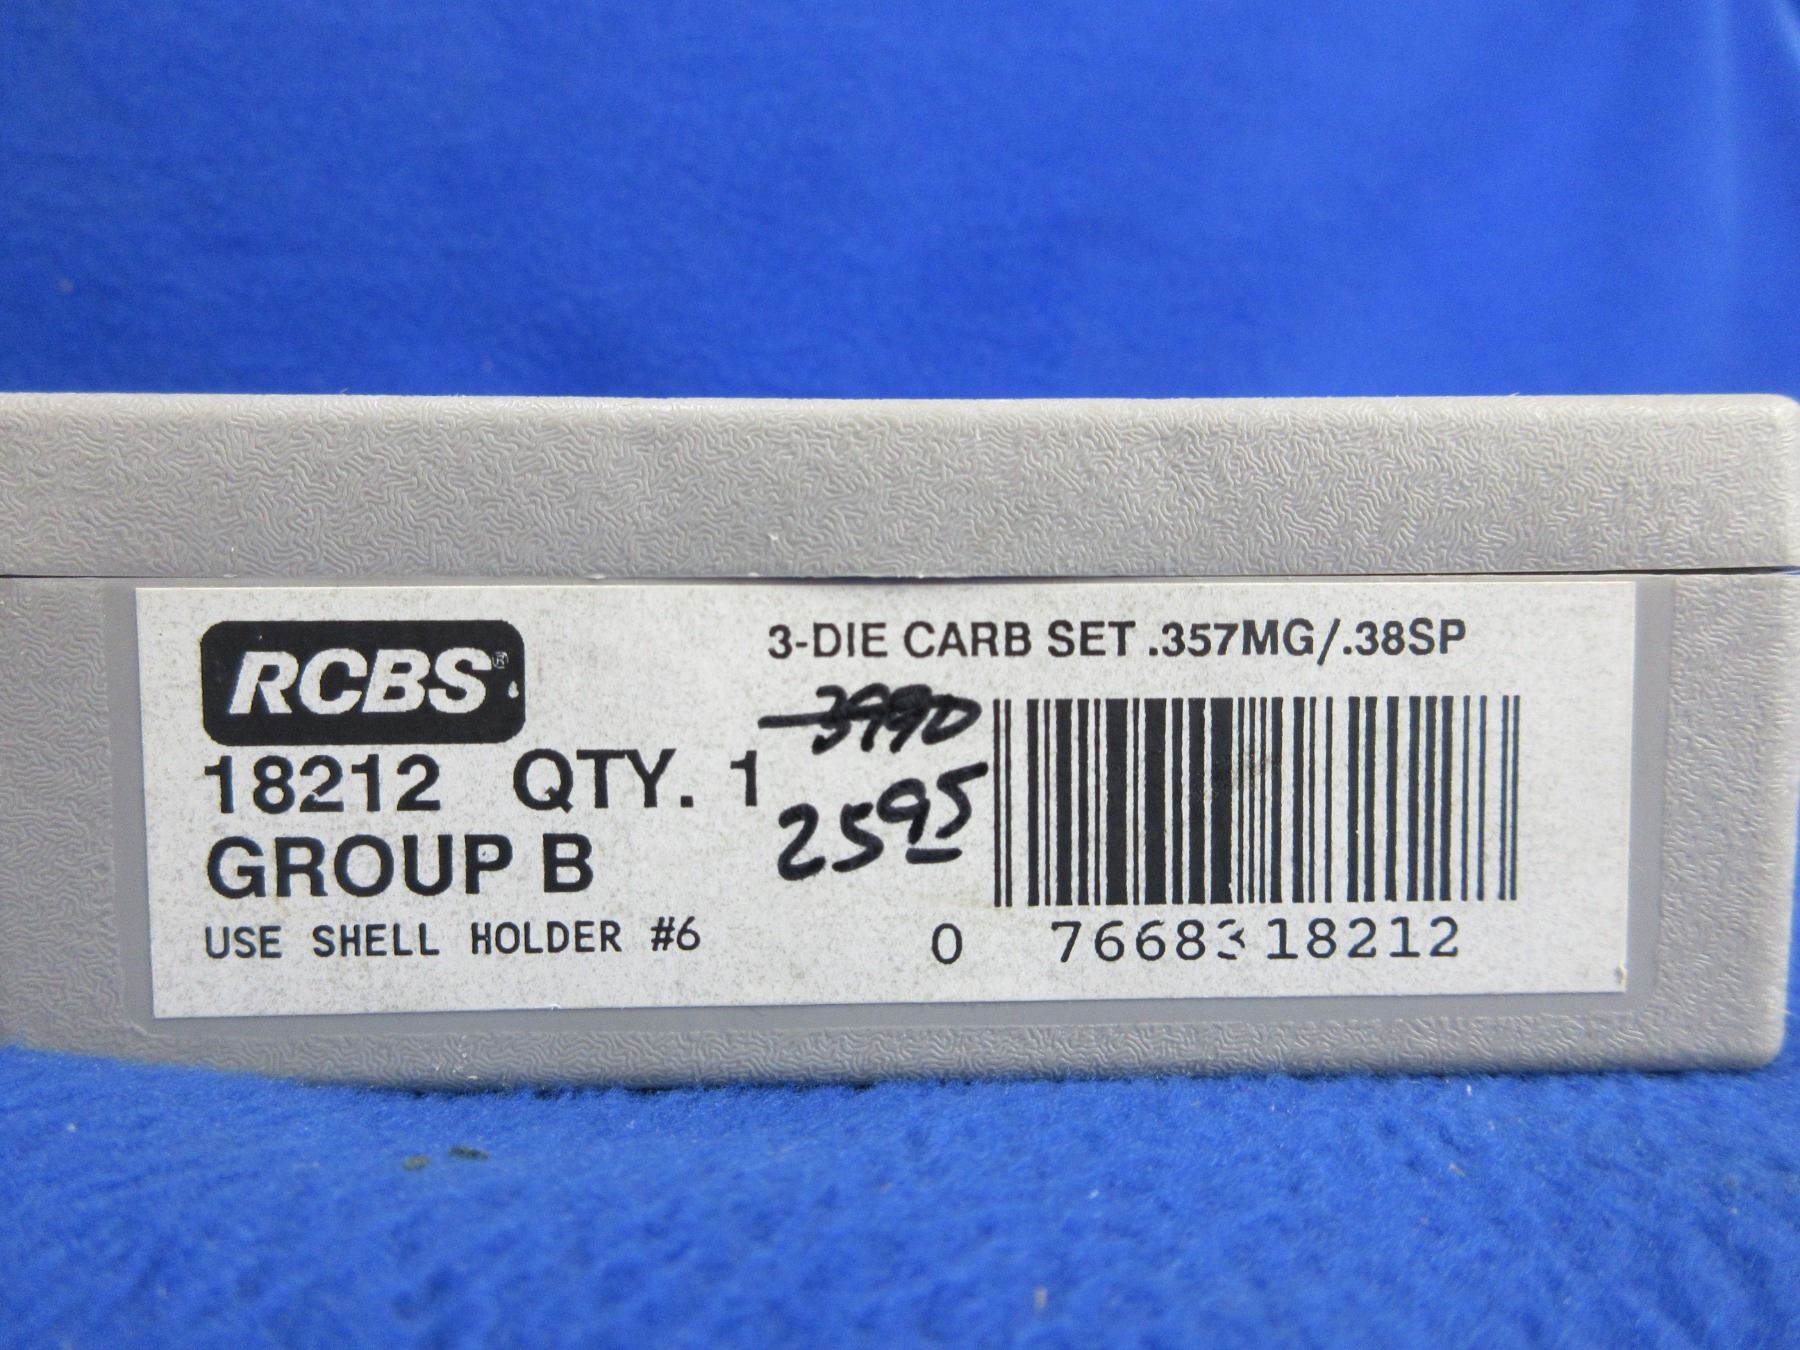 RCBS®
3-DIE CARB SET .357MG/.38SP
3990
18212 QTY. 1
2595
GROUP B
USE SHELL HOLDER #6
0 76683 18212